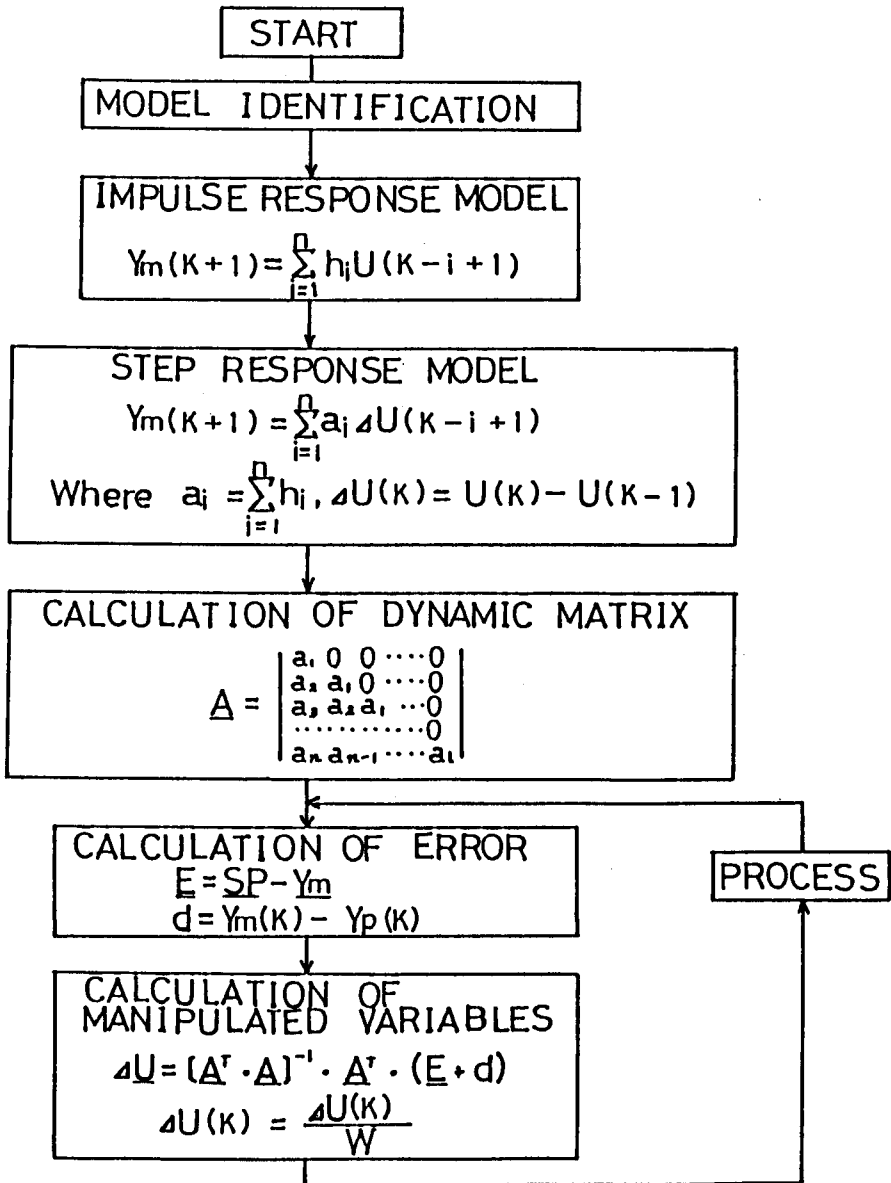 START
MODEL IDENTIFICATION
IMPULSE RESPONSE MODEL
Ym(K+1)=∑_{i=1}^{n} hᵢU(K-i+1)
STEP RESPONSE MODEL
Ym(K+1)=∑_{i=1}^{n} aᵢ⊿U(K-i+1)
Where aᵢ=∑_{i=1}^{n} hᵢ, ⊿U(K)=U(K)-U(K-1)
CALCULATION OF DYNAMIC MATRIX
a₁ 0 0 ····0
a₂ a₁ 0 ····0
A = a₃ a₂ a₁ ···0
············0
aₙ aₙ₋₁ ····a₁
CALCULATION OF ERROR
E=SP-Ym
d=Ym(K)- Yp(K)
PROCESS
CALCULATION OF
MANIPULATED VARIABLES
⊿U=[Aᵀ·A]⁻¹·Aᵀ·(E+d)
⊿U(K) = ⊿U(K)
W